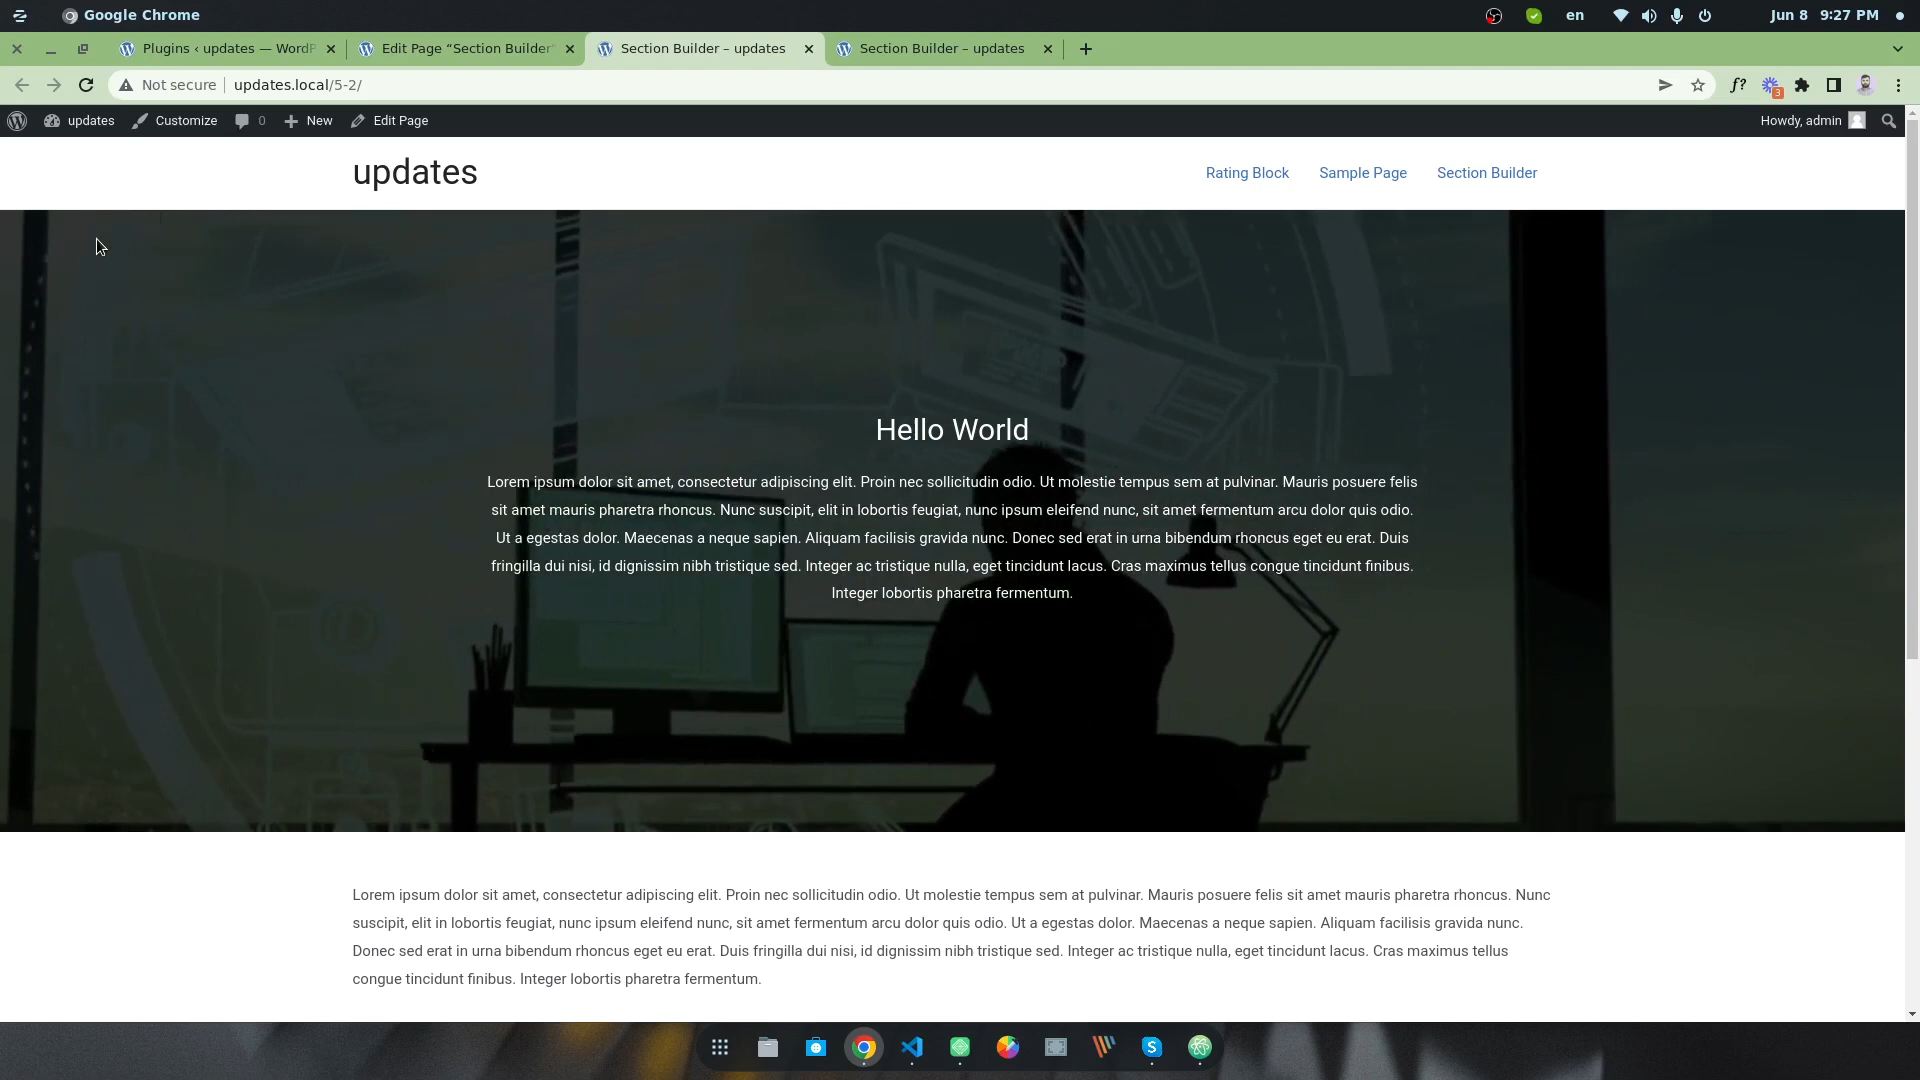 Google Chrome
en
Jun 8 9:27 PM
Plugins ‹ updates — WordP
Edit Page “Section Builder”
Section Builder – updates
Section Builder – updates
Not secure
updates.local/5-2/
f?
3
updates
Customize
0
New
Edit Page
Howdy, admin
updates
Rating Block
Sample Page
Section Builder
Hello World
Lorem ipsum dolor sit amet, consectetur adipiscing elit. Proin nec sollicitudin odio. Ut molestie tempus sem at pulvinar. Mauris posuere felis
sit amet mauris pharetra rhoncus. Nunc suscipit, elit in lobortis feugiat, nunc ipsum eleifend nunc, sit amet fermentum arcu dolor quis odio.
Ut a egestas dolor. Maecenas a neque sapien. Aliquam facilisis gravida nunc. Donec sed erat in urna bibendum rhoncus eget eu erat. Duis
fringilla dui nisi, id dignissim nibh tristique sed. Integer ac tristique nulla, eget tincidunt lacus. Cras maximus tellus congue tincidunt finibus.
Integer lobortis pharetra fermentum.
Lorem ipsum dolor sit amet, consectetur adipiscing elit. Proin nec sollicitudin odio. Ut molestie tempus sem at pulvinar. Mauris posuere felis sit amet mauris pharetra rhoncus. Nunc
suscipit, elit in lobortis feugiat, nunc ipsum eleifend nunc, sit amet fermentum arcu dolor quis odio. Ut a egestas dolor. Maecenas a neque sapien. Aliquam facilisis gravida nunc.
Donec sed erat in urna bibendum rhoncus eget eu erat. Duis fringilla dui nisi, id dignissim nibh tristique sed. Integer ac tristique nulla, eget tincidunt lacus. Cras maximus tellus
congue tincidunt finibus. Integer lobortis pharetra fermentum.